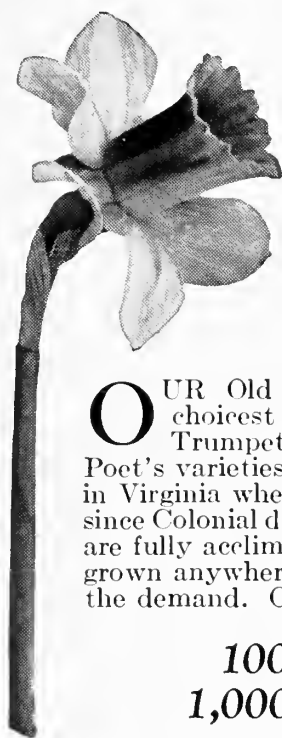 OUR Old
choicest
Trumpet
Poet's varieties
in Virginia whe
since Colonial d
are fully acclim
grown anywher
the demand. C
100
1,000